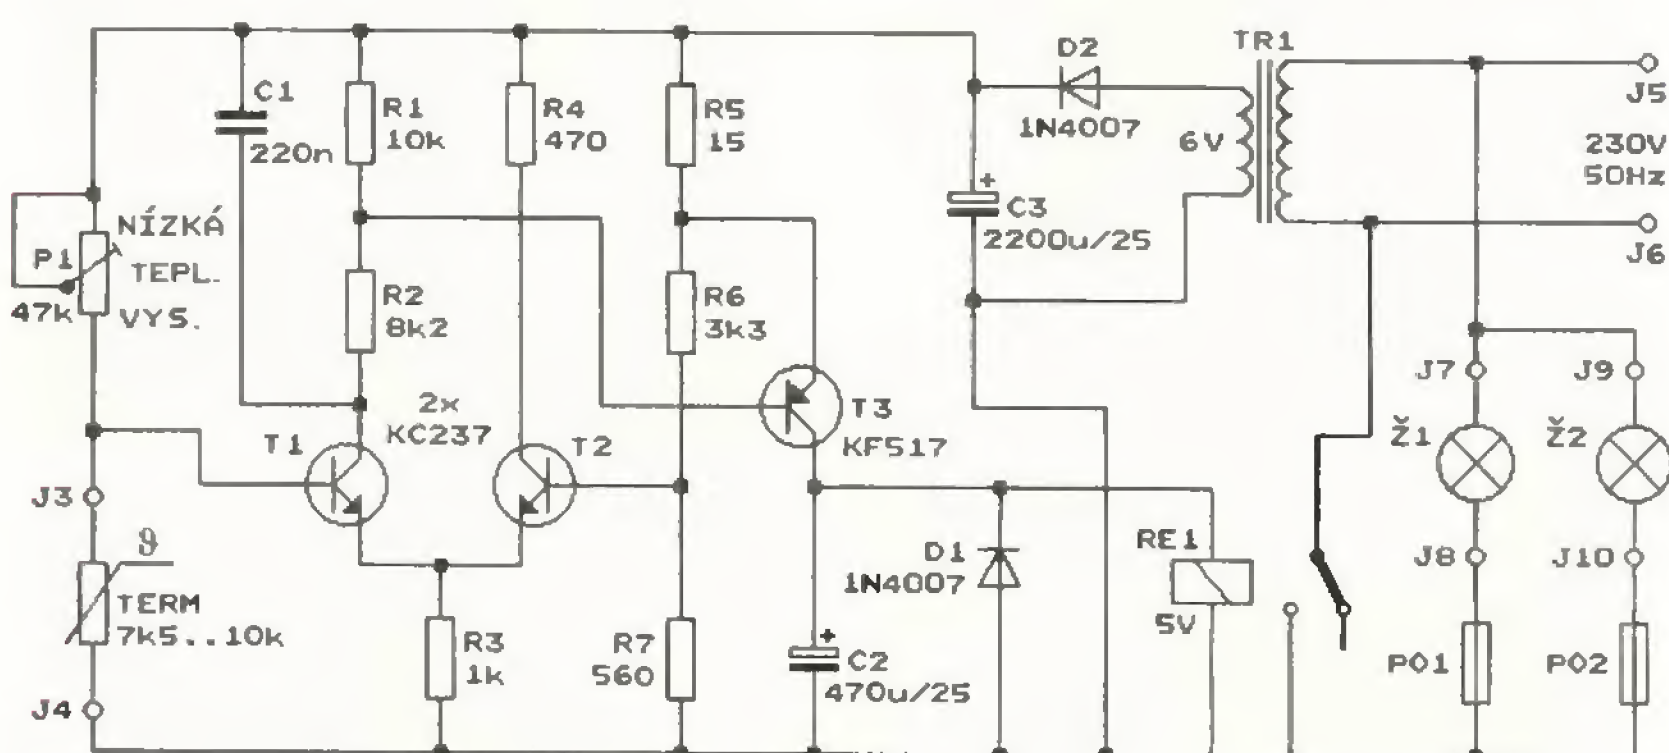 C1
220n
R1
10k
R4
470
R5
15
D2
1N4007
TR1
6V
J5
230V
50Hz
J6
NÍZKÁ
P1
TEPL.
47k
VYS.
R2
8k2
R6
3k3
+
C3
2200u/25
2x
KC237
T1
T2
T3
KF517
J7
J9
Ž1
Ž2
J3
ϑ
TERM
7k5..10k
D1
1N4007
RE1
5V
J8
J10
R3
1k
R7
560
+
C2
470u/25
PO1
PO2
J4